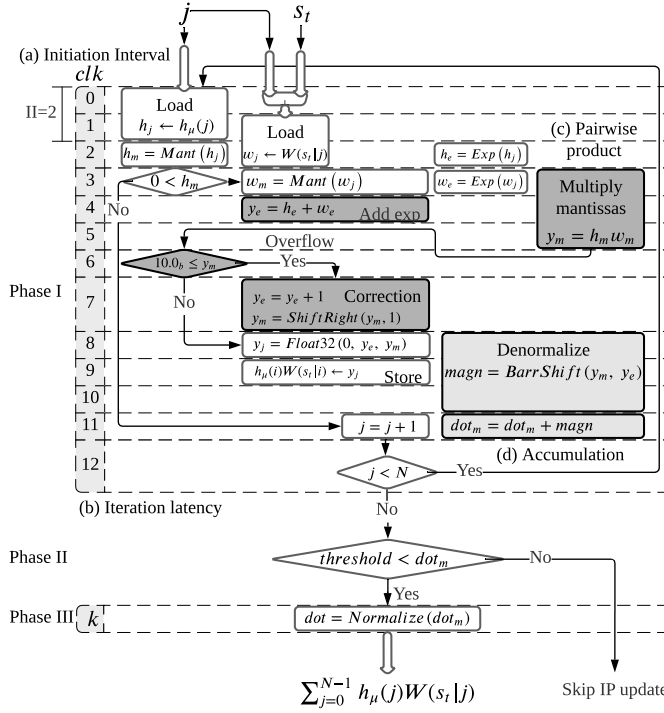 j
s_t
(a) Initiation Interval
clk
II=2
0
Load
h_j ← h_μ(j)
1
Load
w_j ← W(s_t|j)
(c) Pairwise
product
2
h_m = Mant(h_j)
h_e = Exp(h_j)
3
0 < h_m
w_m = Mant(w_j)
w_e = Exp(w_j)
Multiply
mantissas
y_m = h_m w_m
No
4
y_e = h_e + w_e
Add exp
5
Overflow
6
10.0_b ≤ y_m
Yes
Phase I
No
7
y_e = y_e + 1
Correction
y_m = ShiftRight(y_m, 1)
8
y_j = Float32(0, y_e, y_m)
Denormalize
magn = BarrShift(y_m, y_e)
9
h_μ(i)W(s_t|i) ← y_j
Store
10
11
j = j + 1
dot_m = dot_m + magn
(d) Accumulation
12
j < N
Yes
(b) Iteration latency
No
Phase II
threshold < dot_m
No
Yes
Phase III
k
dot = Normalize(dot_m)
∑_{j=0}^{N−1} h_μ(j)W(s_t|j)
Skip IP update